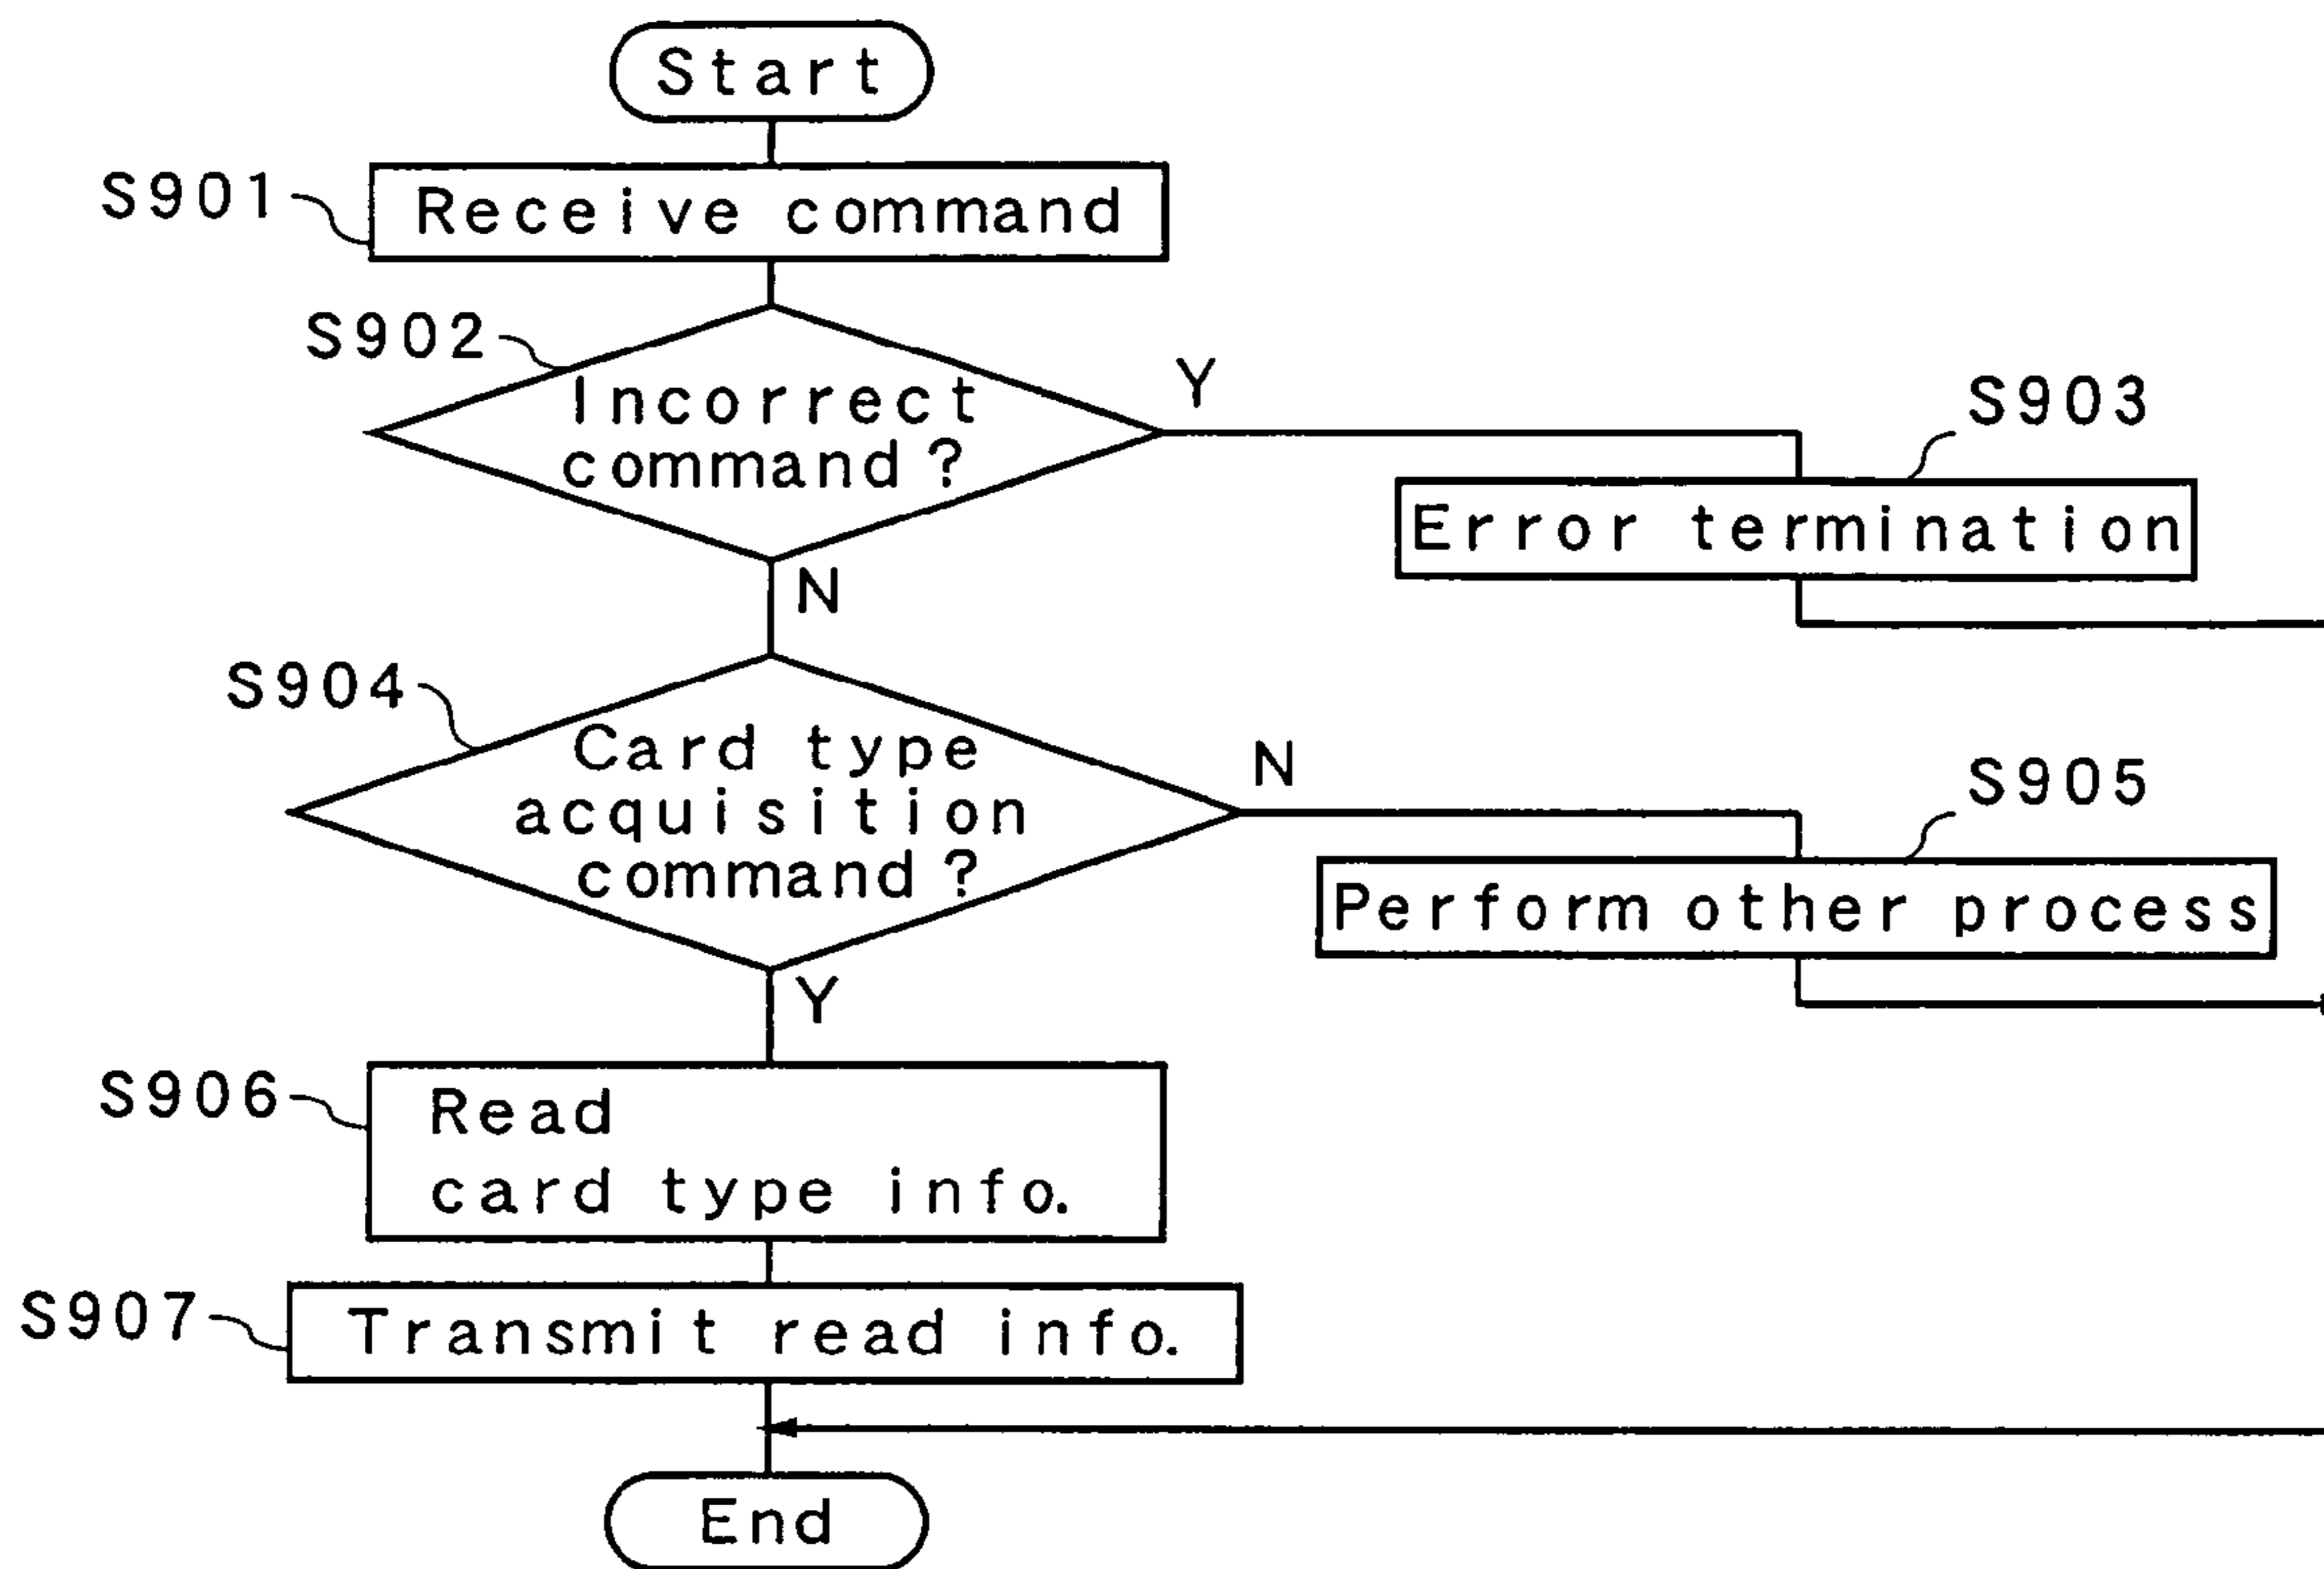 Start
S901
Receive command
S902
Incorrect
command?
Y
N
S903
Error termination
S904
Card type
acquisition
command?
N
Y
S905
Perform other process
S906
Read
card type info.
S907
Transmit read info.
End